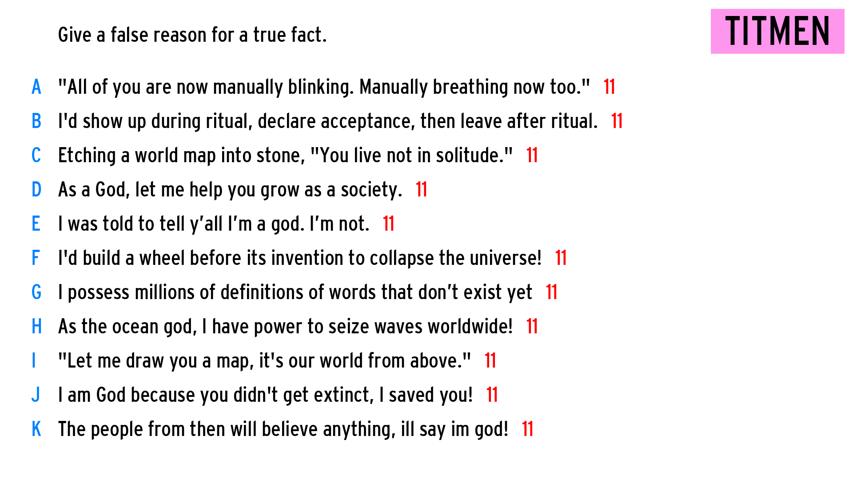 Give a false reason for a true fact.
TITMEN
A "All of you are now manually blinking. Manually breathing now too." 11
B I'd show up during ritual, declare acceptance, then leave after ritual. 11
C Etching a world map into stone, "You live not in solitude." 11
D As a God, let me help you grow as a society. 11
E I was told to tell y’all I’m a god. I’m not. 11
F I'd build a wheel before its invention to collapse the universe! 11
G I possess millions of definitions of words that don’t exist yet 11
H As the ocean god, I have power to seize waves worldwide! 11
I "Let me draw you a map, it's our world from above." 11
J I am God because you didn't get extinct, I saved you! 11
K The people from then will believe anything, ill say im god! 11